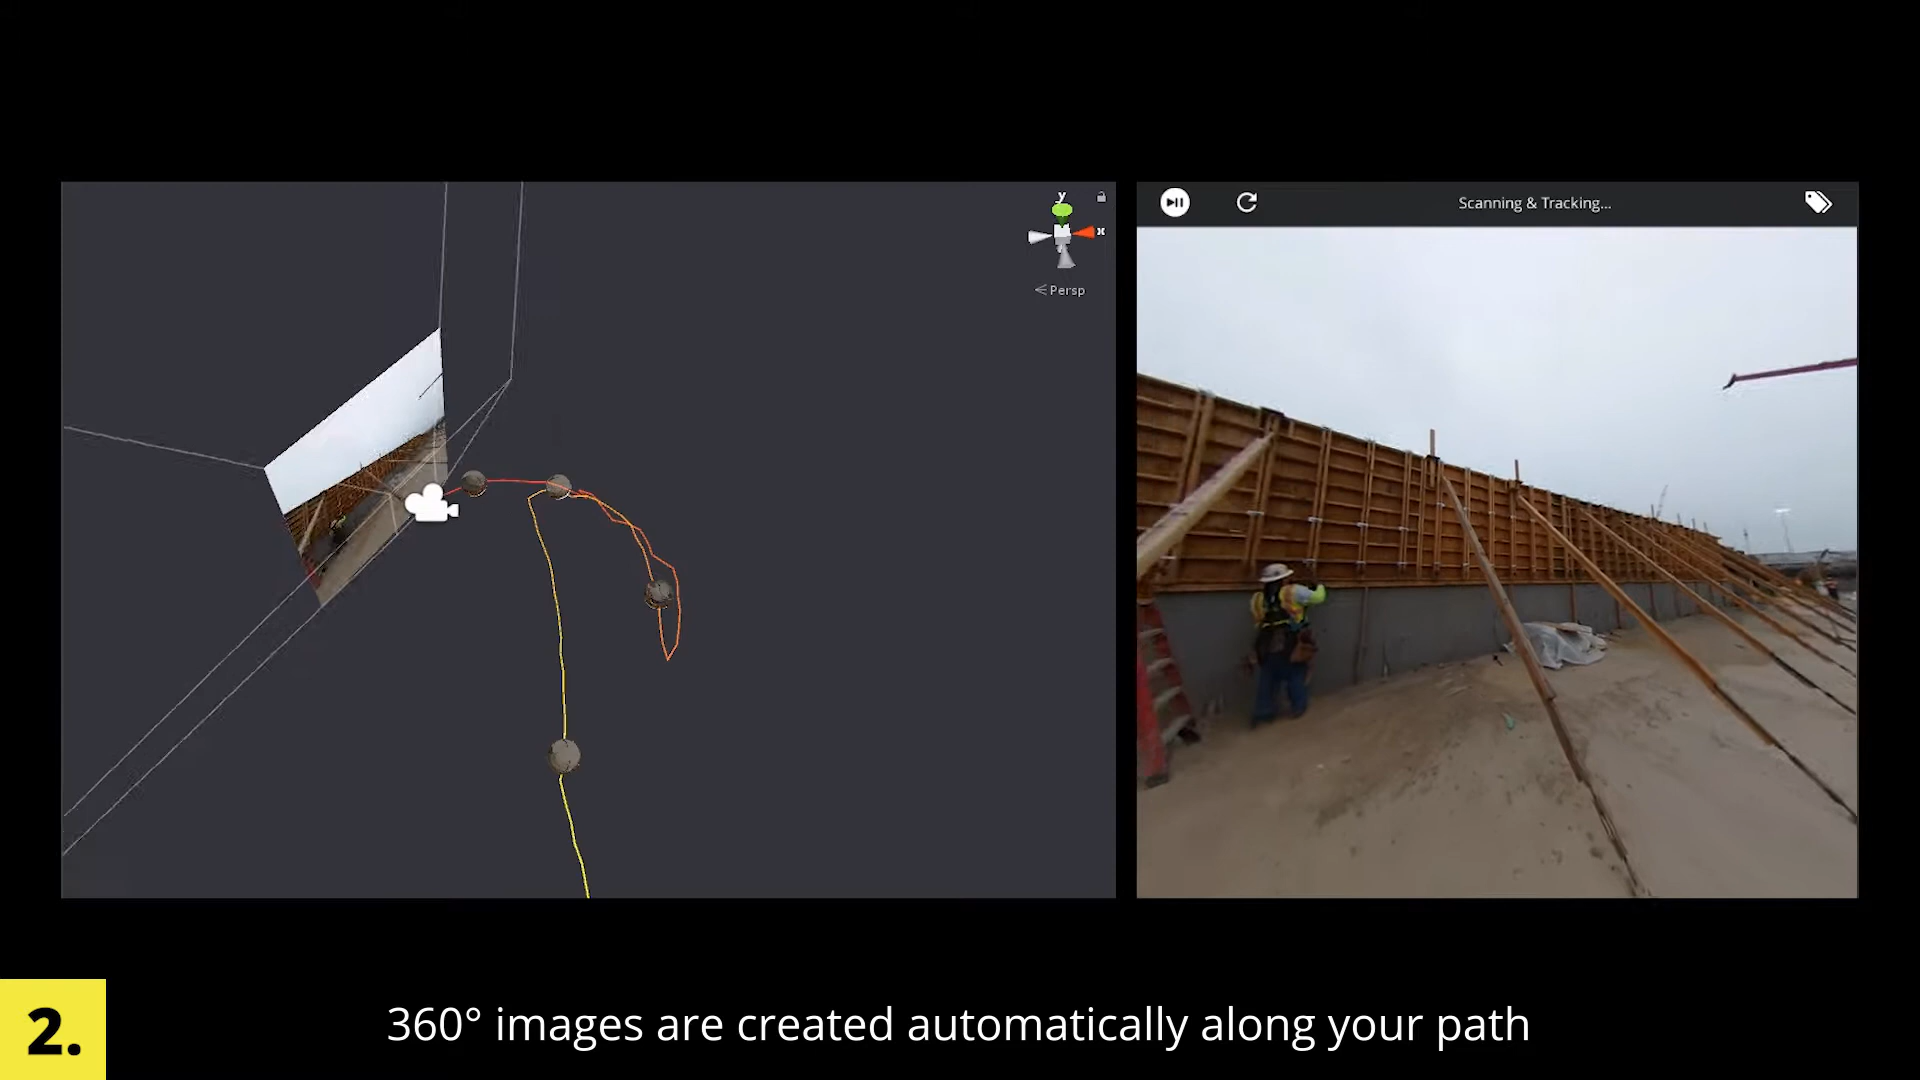 y
x
Persp
Scanning & Tracking...
2.
360° images are created automatically along your path